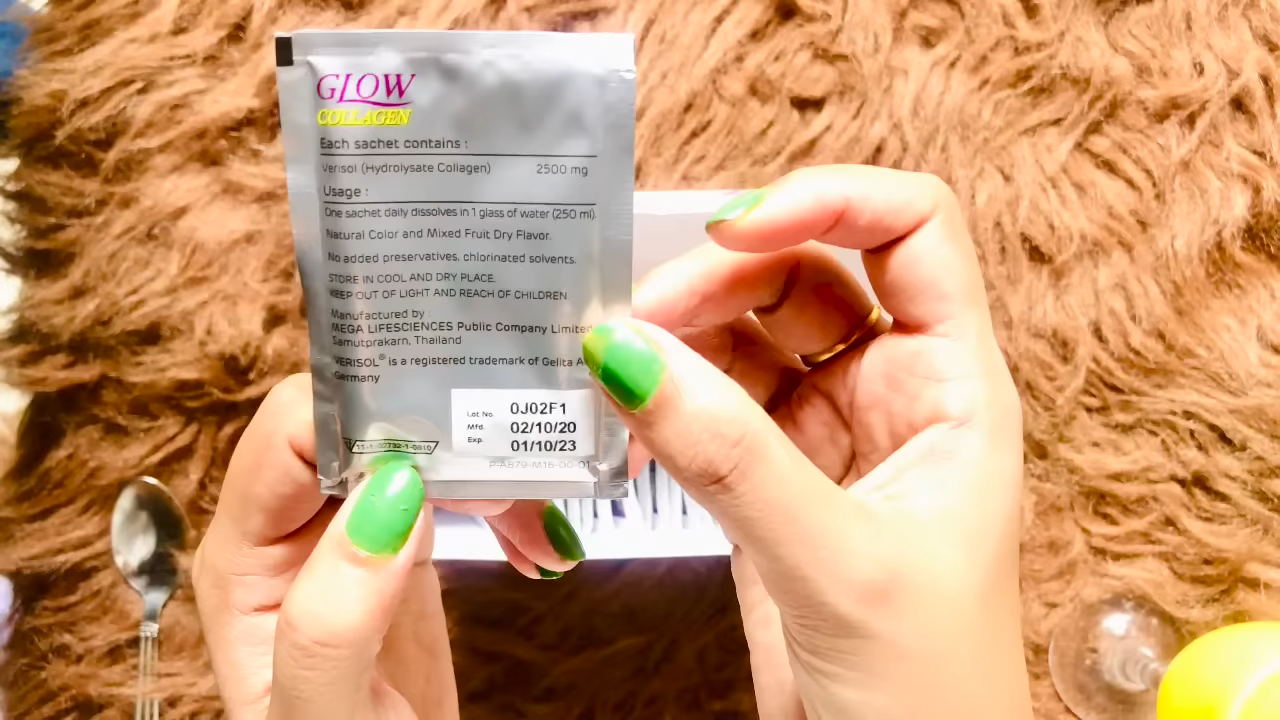 GLOW
COLLAGEN
Each sachet contains :
Verisol (Hydrolysate Collagen) 2500 mg
Usage :
One sachet daily dissolves in 1 glass of water (250 ml).
Natural Color and Mixed Fruit Dry Flavor.
No added preservatives, chlorinated solvents.
STORE IN COOL AND DRY PLACE.
KEEP OUT OF LIGHT AND REACH OF CHILDREN.
Manufactured by :
MEGA LIFESCIENCES Public Company Limited
Samutprakarn, Thailand
VERISOL® is a registered trademark of Gelita
Germany
Lot No. 0J02F1
Mfd. 02/10/20
Exp. 01/10/23
P-A879-M16-00-01